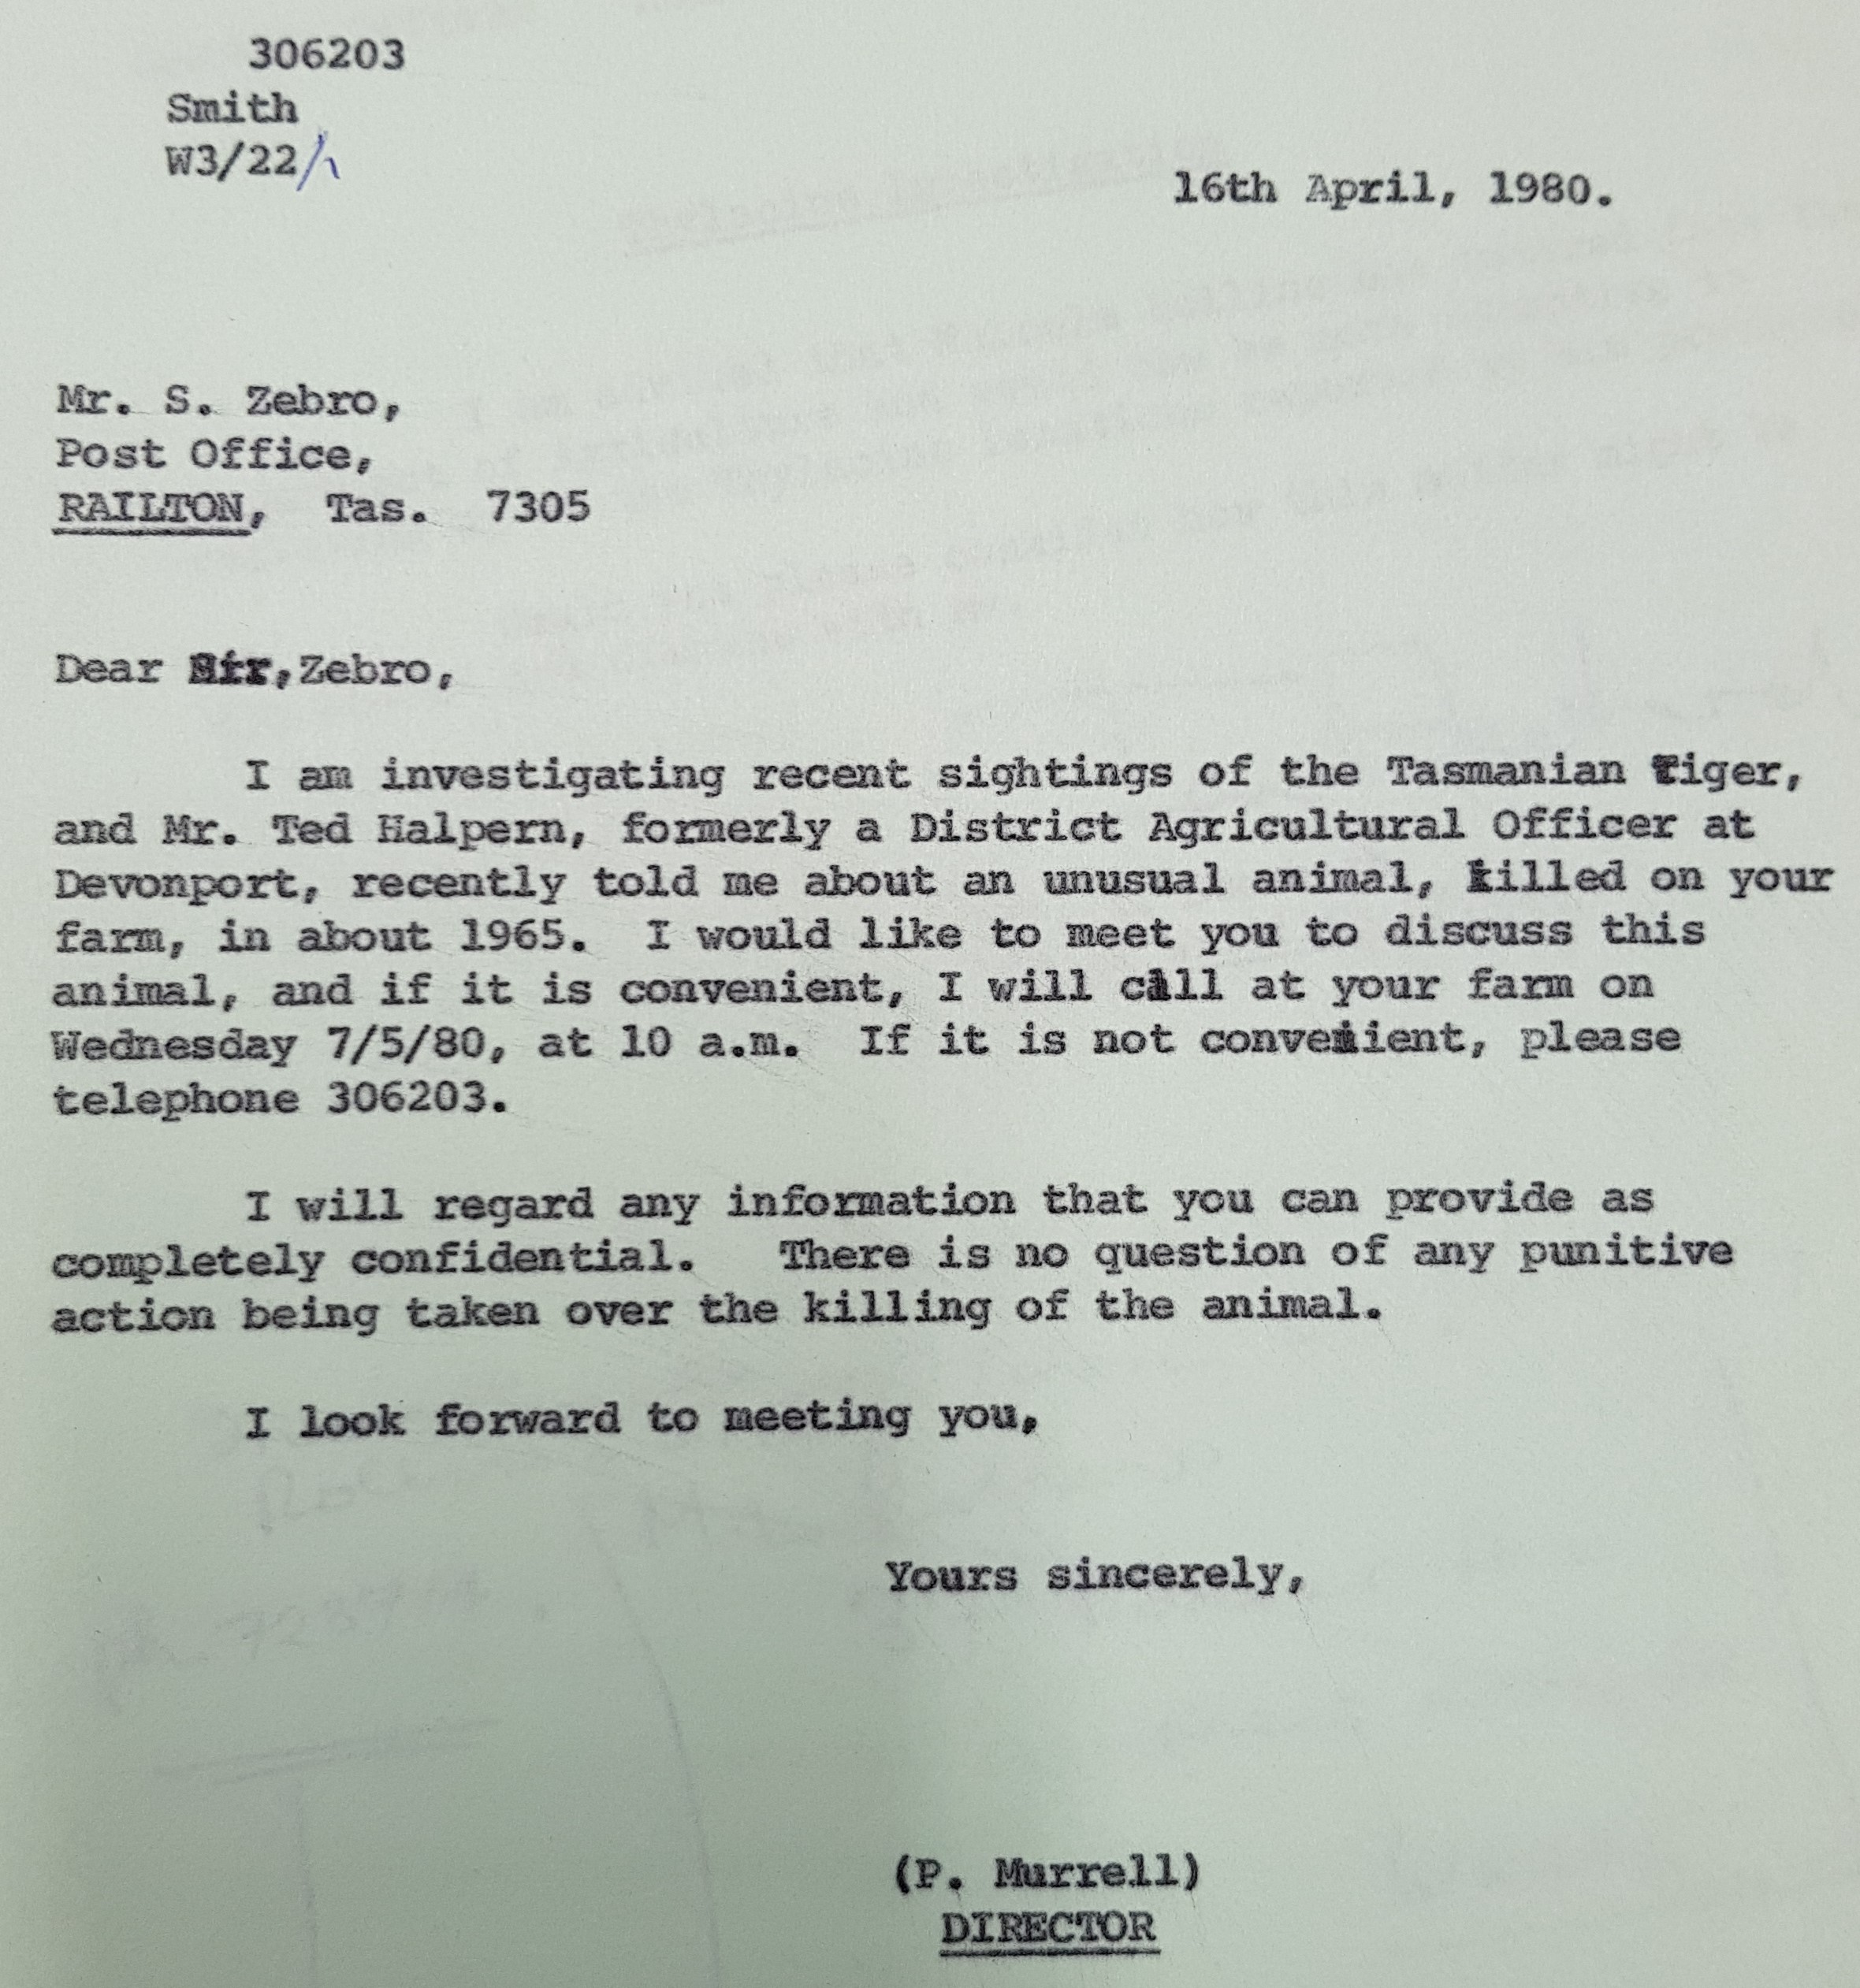 306203
Smith
W3/22/1
16th April, 1980.
Mr. S. Zebro,
Post Office,
RAILTON, Tas. 7305
Dear Mr. Zebro,
I am investigating recent sightings of the Tasmanian Tiger,
and Mr. Ted Halpern, formerly a District Agricultural Officer at
Devonport, recently told me about an unusual animal, killed on your
farm, in about 1965. I would like to meet you to discuss this
animal, and if it is convenient, I will call at your farm on
Wednesday 7/5/80, at 10 a.m. If it is not convenient, please
telephone 306203.
I will regard any information that you can provide as
completely confidential. There is no question of any punitive
action being taken over the killing of the animal.
I look forward to meeting you.
Yours sincerely,
(P. Murrell)
DIRECTOR